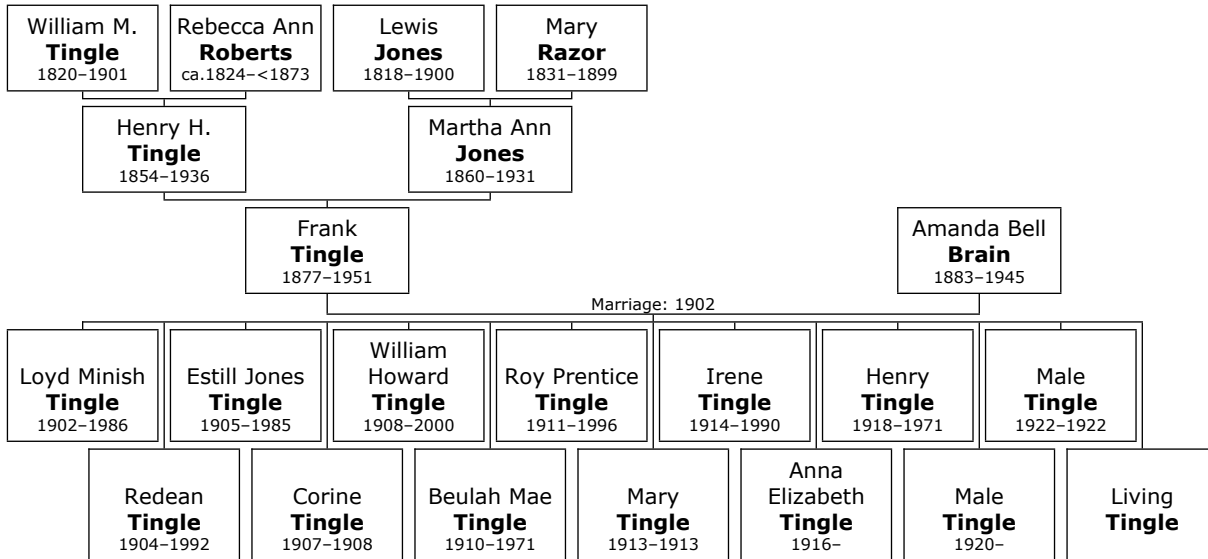 William M.
Tingle
1820–1901
Rebecca Ann
Roberts
ca.1824–<1873
Lewis
Jones
1818–1900
Mary
Razor
1831–1899
Henry H.
Tingle
1854–1936
Martha Ann
Jones
1860–1931
Frank
Tingle
1877–1951
Amanda Bell
Brain
1883–1945
Marriage: 1902
Loyd Minish
Tingle
1902–1986
Estill Jones
Tingle
1905–1985
William
Howard
Tingle
1908–2000
Roy Prentice
Tingle
1911–1996
Irene
Tingle
1914–1990
Henry
Tingle
1918–1971
Male
Tingle
1922–1922
Redean
Tingle
1904–1992
Corine
Tingle
1907–1908
Beulah Mae
Tingle
1910–1971
Mary
Tingle
1913–1913
Anna
Elizabeth
Tingle
1916–
Male
Tingle
1920–
Living
Tingle